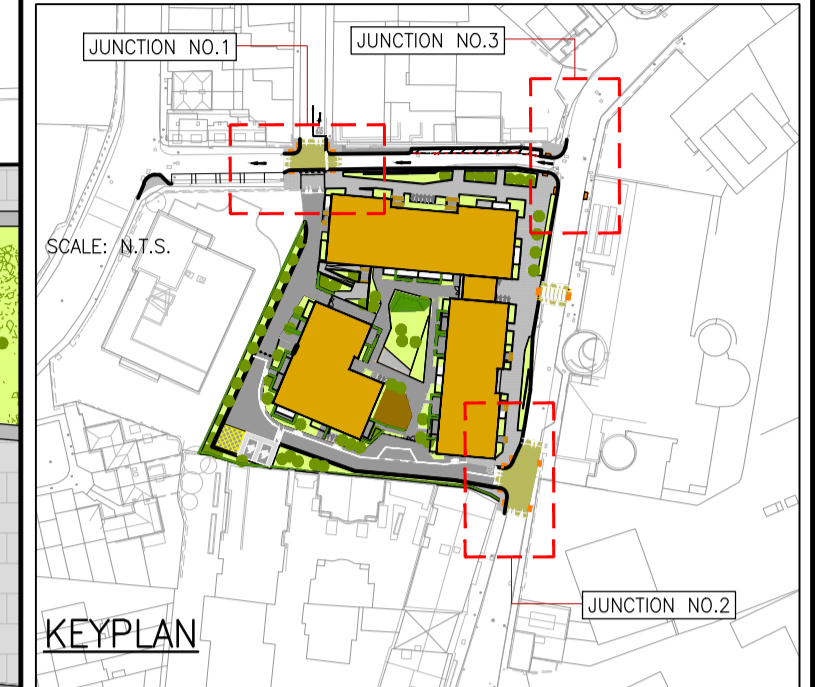 JUNCTION NO.1
JUNCTION NO.3
SCALE: N.T.S.
JUNCTION NO.2
KEYPLAN